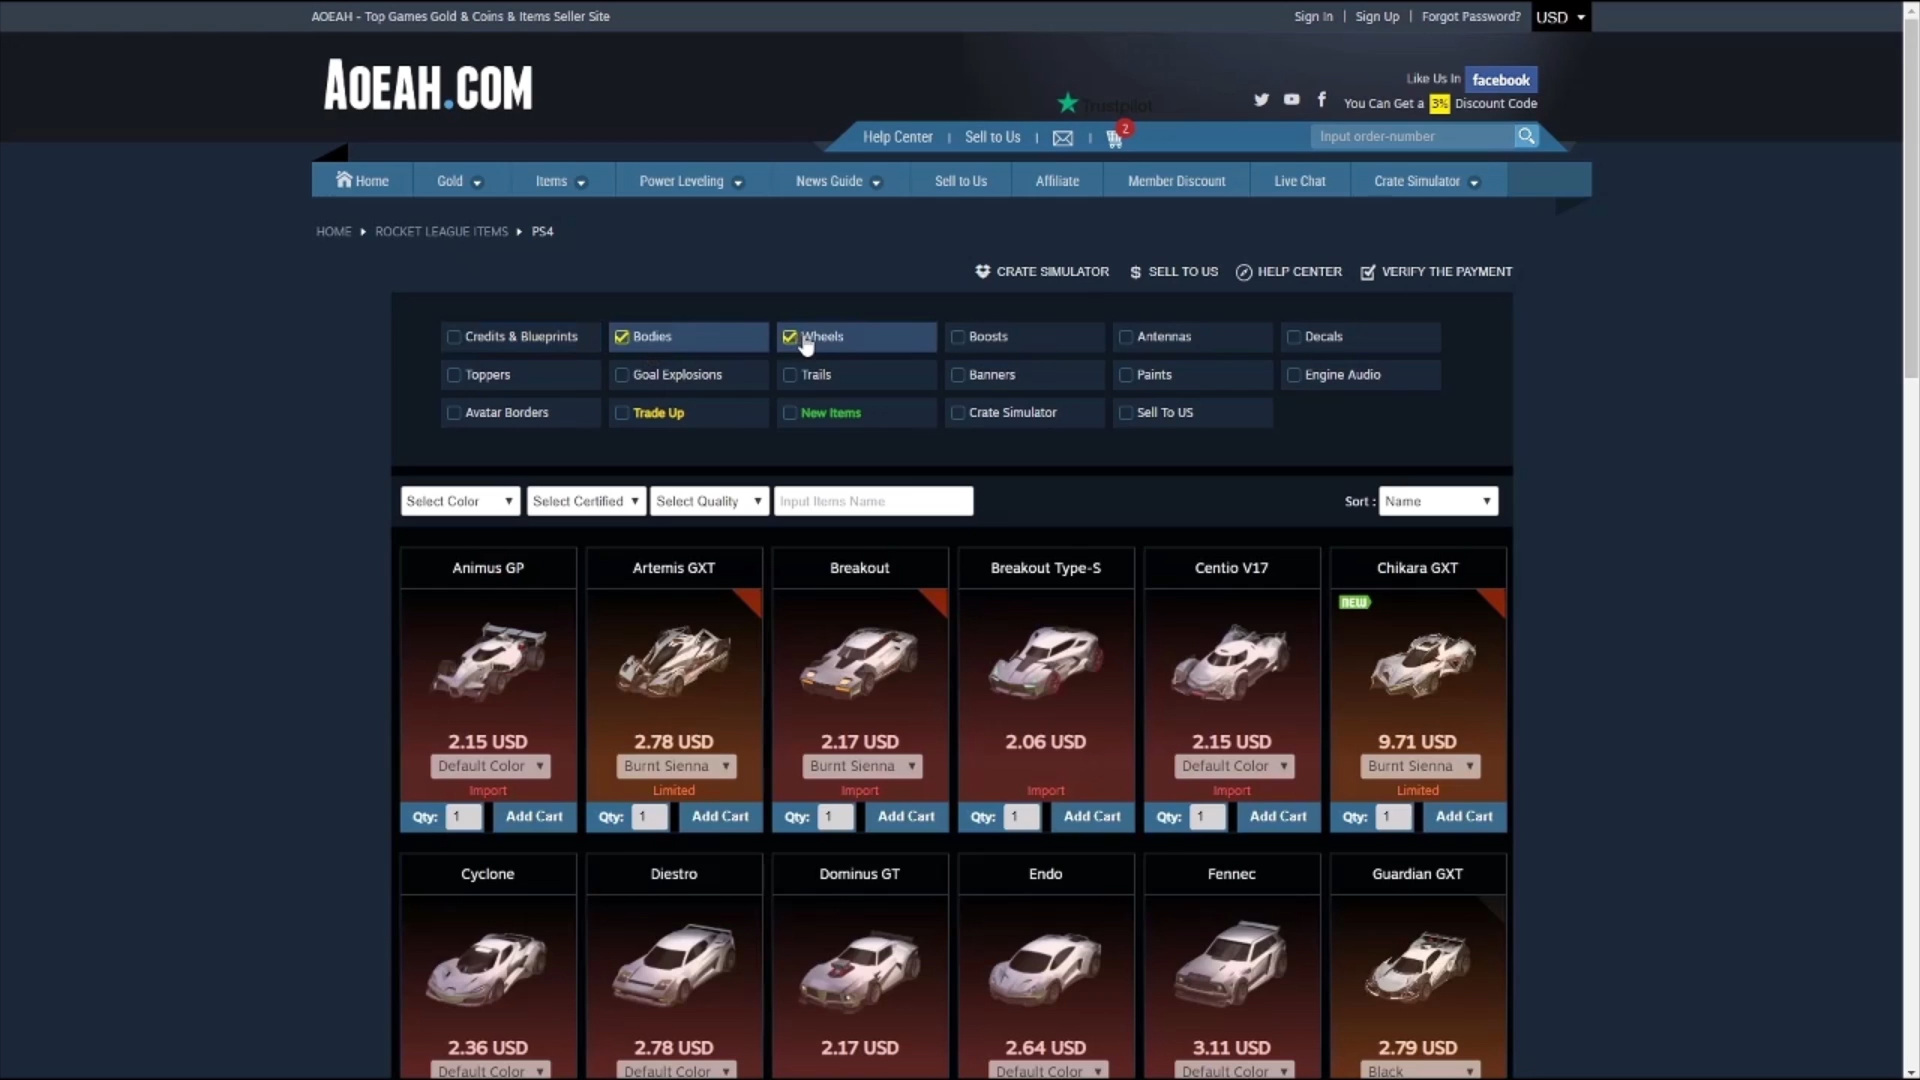 AOEAH - Top Games Gold & Coins & Items Seller Site
Sign In | Sign Up | Forgot Password? USD
AOEAH.COM
Like Us In facebook
Trustpilot
You Can Get a 3% Discount Code
Help Center | Sell to Us | | 2
Input order-number
Home Gold Items Power Leveling News Guide Sell to Us Affiliate Member Discount Live Chat Crate Simulator
HOME ROCKET LEAGUE ITEMS PS4
CRATE SIMULATOR $ SELL TO US HELP CENTER VERIFY THE PAYMENT
Credits & Blueprints Bodies Wheels Boosts Antennas Decals
Toppers Goal Explosions Trails Banners Paints Engine Audio
Avatar Borders Trade Up New Items Crate Simulator Sell To US
Select Color Select Certified Select Quality Input Items Name Sort : Name
Animus GP Artemis GXT Breakout Breakout Type-S Centio V17 Chikara GXT
NEW
2.15 USD 2.78 USD 2.17 USD 2.06 USD 2.15 USD 9.71 USD
Default Color Burnt Sienna Burnt Sienna Default Color Burnt Sienna
Import Limited Import Import Import Limited
Qty: 1 Add Cart Qty: 1 Add Cart Qty: 1 Add Cart Qty: 1 Add Cart Qty: 1 Add Cart Qty: 1 Add Cart
Cyclone Diestro Dominus GT Endo Fennec Guardian GXT
2.36 USD 2.78 USD 2.17 USD 2.64 USD 3.11 USD 2.79 USD
Default Color Default Color Default Color Default Color Black